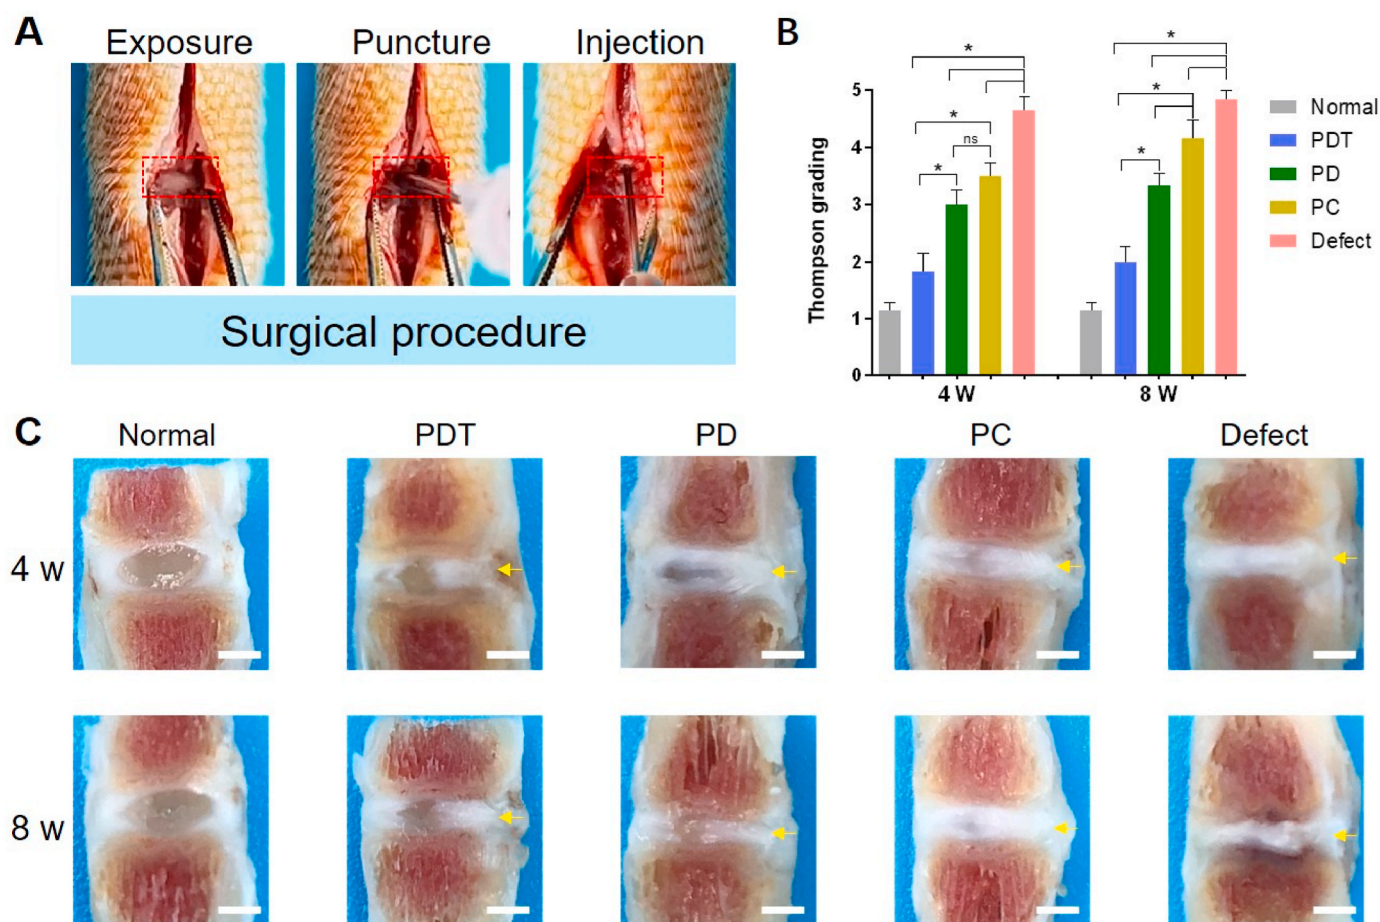 A
Exposure Puncture Injection
Surgical procedure
B
Thompson grading
5
4
3
2
1
0
* * * ns * * *
4 W 8 W
Normal
PDT
PD
PC
Defect
C
Normal PDT PD PC Defect
4 w
8 w